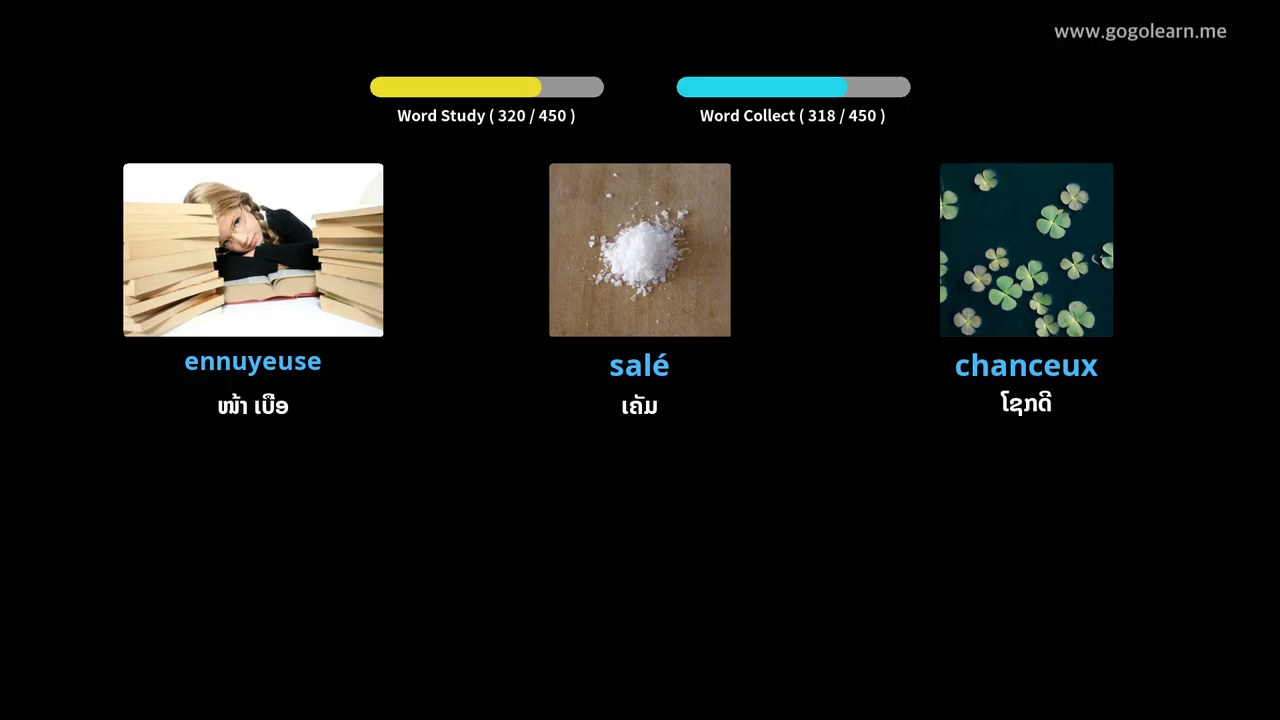 www.gogolearn.me
Word Study ( 320 / 450 )
Word Collect ( 318 / 450 )
ennuyeuse
salé
chanceux
ໜ້າ ເບື່ອ
ເຄັມ
ໂຊກດີ